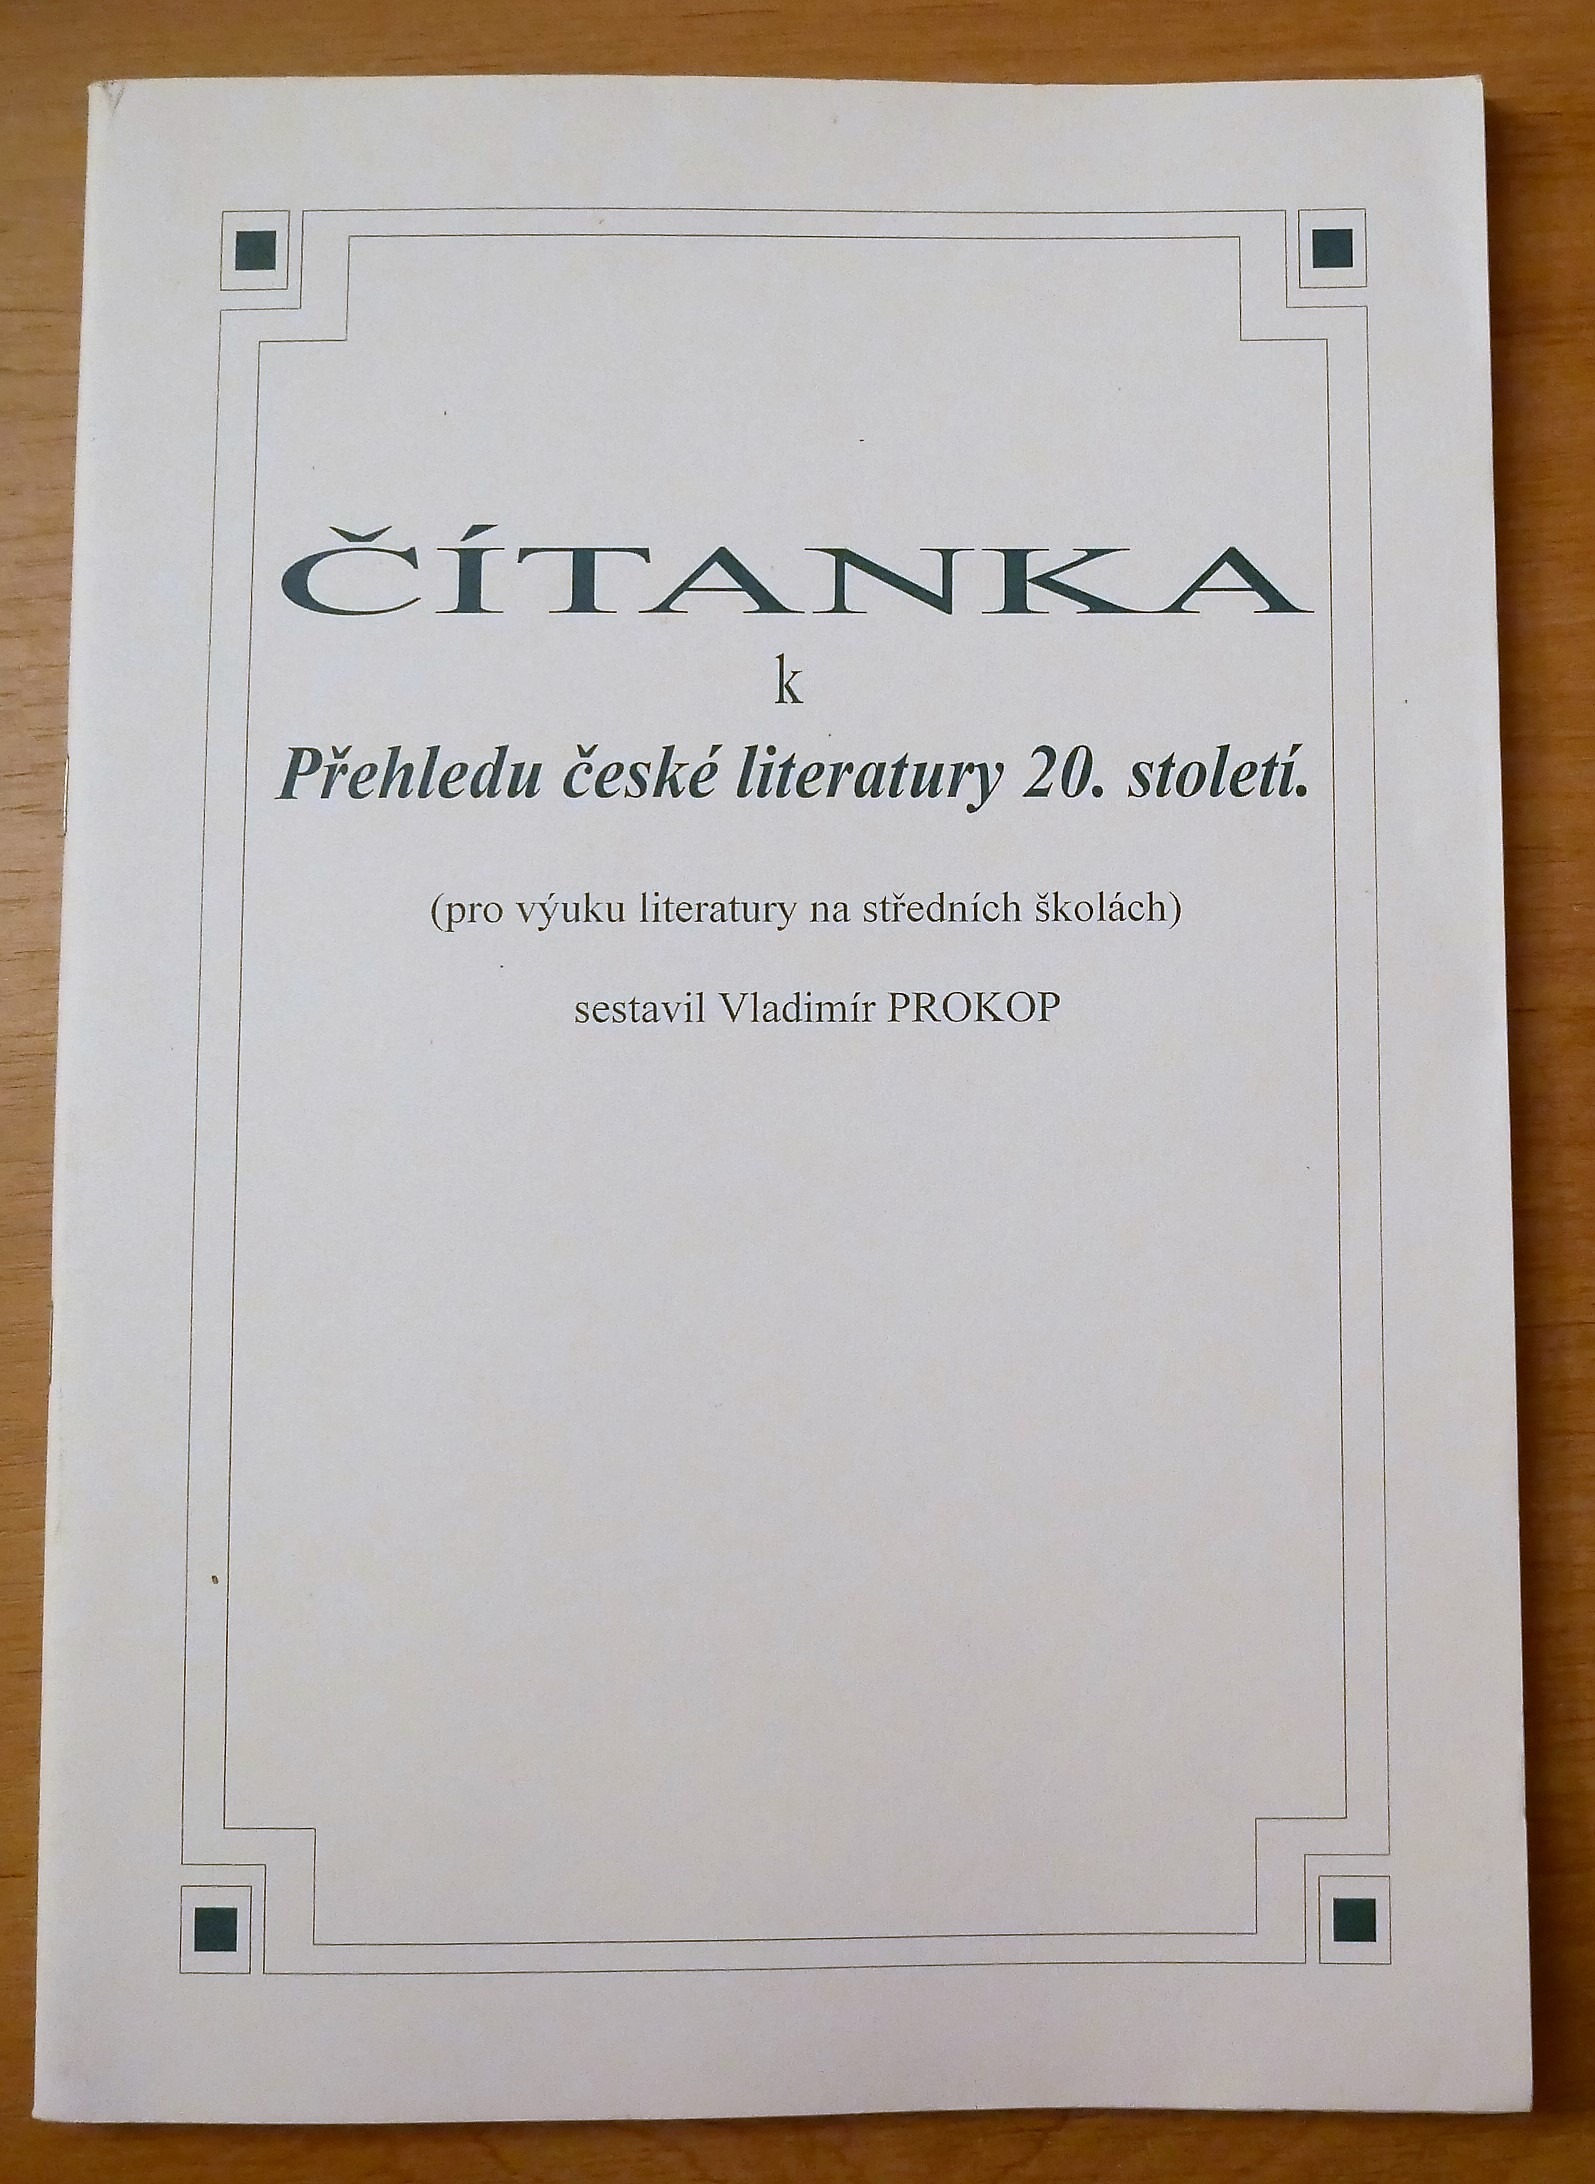 ČÍTANKA
k
Přehledu české literatury 20. století.
(pro výuku literatury na středních školách)
sestavil Vladimír PROKOP